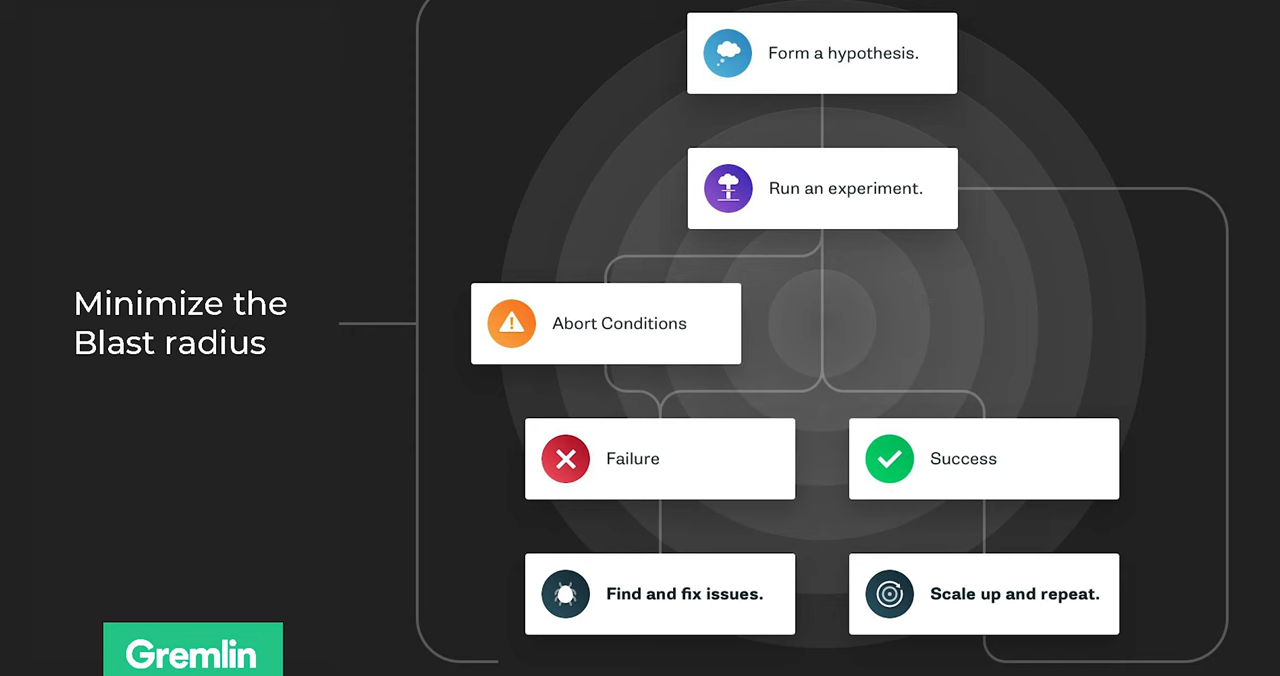 Form a hypothesis.
Run an experiment.
Minimize the
Blast radius
Abort Conditions
Failure
Success
Find and fix issues.
Scale up and repeat.
Gremlin